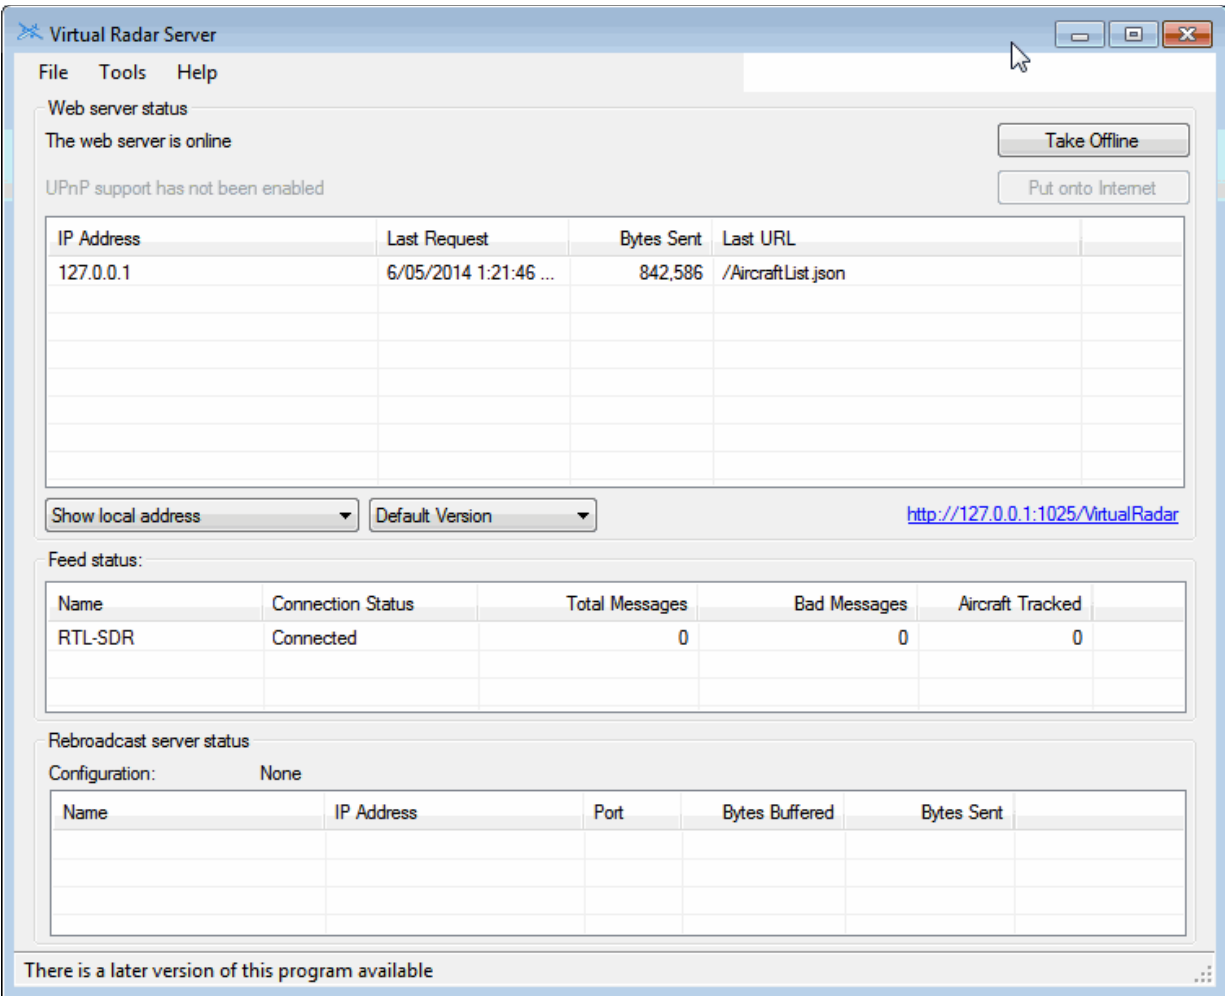 Virtual Radar Server
File Tools Help
Web server status
The web server is online Take Offline
UPnP support has not been enabled Put onto Internet
IP Address Last Request Bytes Sent Last URL
127.0.0.1 6/05/2014 1:21:46 ... 842,586 /AircraftList.json
Show local address Default Version http://127.0.0.1:1025/VirtualRadar
Feed status:
Name Connection Status Total Messages Bad Messages Aircraft Tracked
RTL-SDR Connected 0 0 0
Rebroadcast server status
Configuration: None
Name IP Address Port Bytes Buffered Bytes Sent
There is a later version of this program available